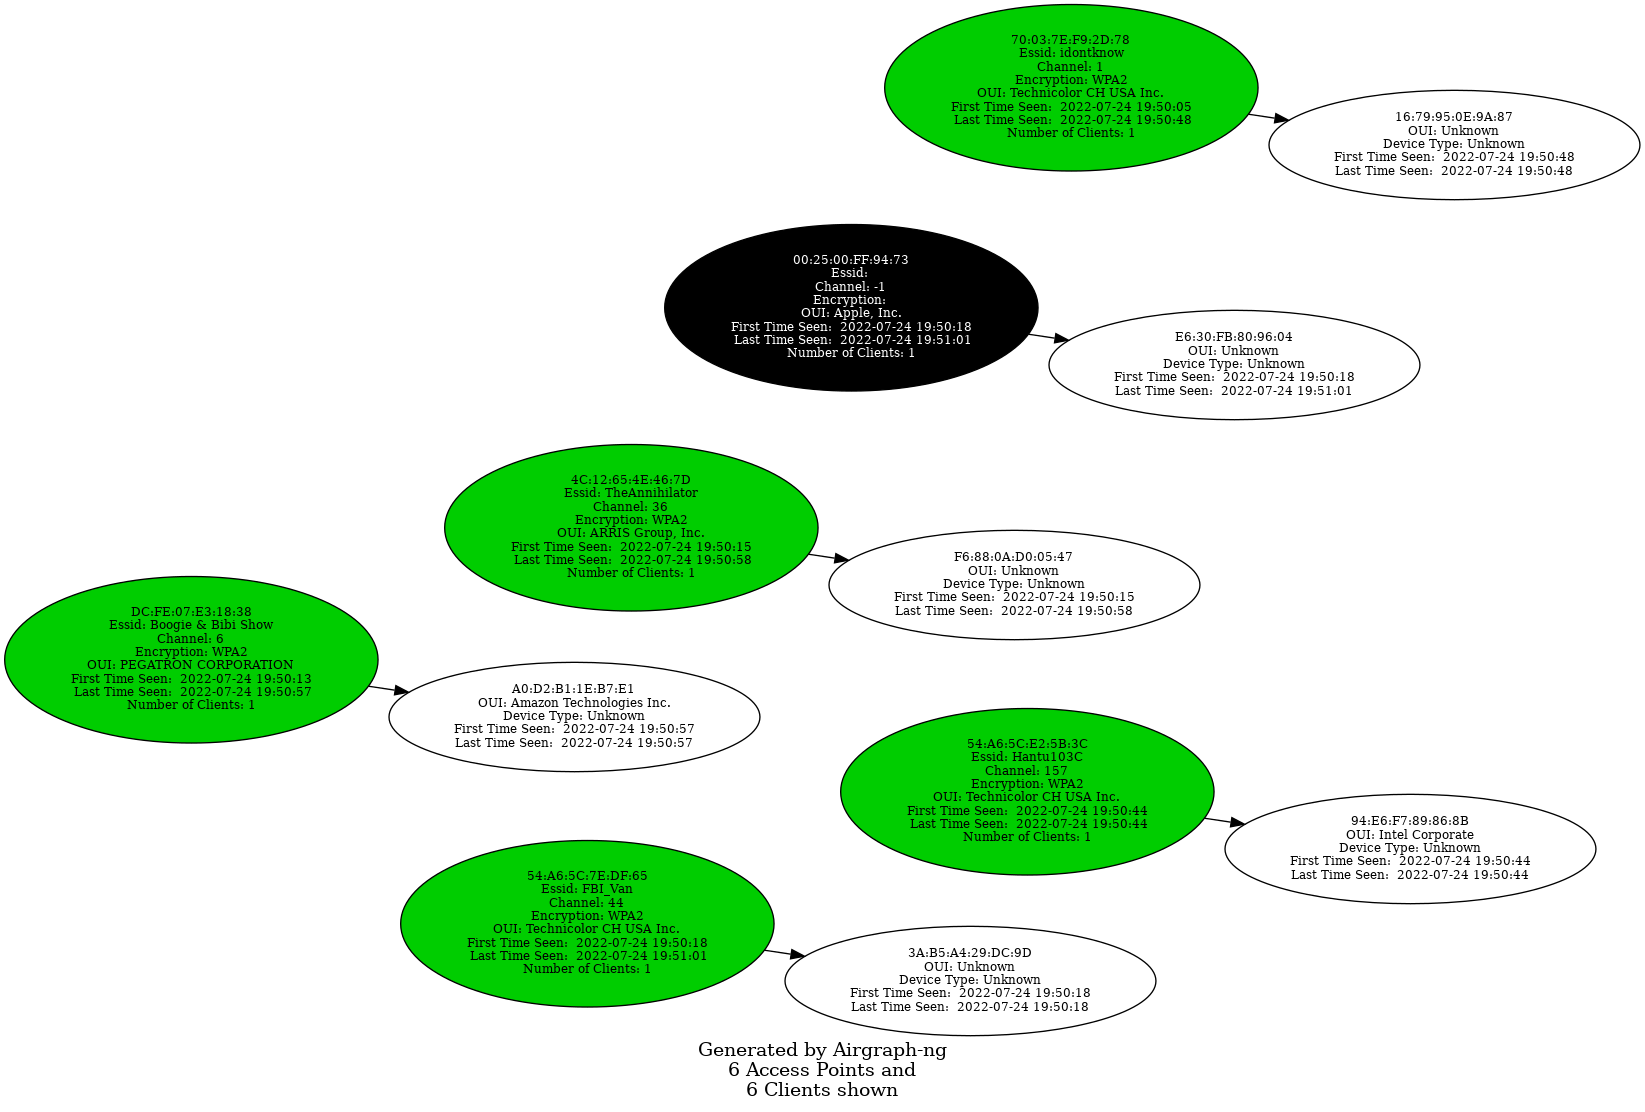 70:03:7E:F9:2D:78
Essid: idontknow
Channel: 1
Encryption: WPA2
OUI: Technicolor CH USA Inc.
First Time Seen:  2022-07-24 19:50:05
Last Time Seen:  2022-07-24 19:50:48
Number of Clients: 1
16:79:95:0E:9A:87
OUI: Unknown
Device Type: Unknown
First Time Seen:  2022-07-24 19:50:48
Last Time Seen:  2022-07-24 19:50:48
00:25:00:FF:94:73
Essid:
Channel: -1
Encryption:
OUI: Apple, Inc.
First Time Seen:  2022-07-24 19:50:18
Last Time Seen:  2022-07-24 19:51:01
Number of Clients: 1
E6:30:FB:80:96:04
OUI: Unknown
Device Type: Unknown
First Time Seen:  2022-07-24 19:50:18
Last Time Seen:  2022-07-24 19:51:01
4C:12:65:4E:46:7D
Essid: TheAnnihilator
Channel: 36
Encryption: WPA2
OUI: ARRIS Group, Inc.
First Time Seen:  2022-07-24 19:50:15
Last Time Seen:  2022-07-24 19:50:58
Number of Clients: 1
F6:88:0A:D0:05:47
OUI: Unknown
Device Type: Unknown
First Time Seen:  2022-07-24 19:50:15
Last Time Seen:  2022-07-24 19:50:58
DC:FE:07:E3:18:38
Essid: Boogie & Bibi Show
Channel: 6
Encryption: WPA2
OUI: PEGATRON CORPORATION
First Time Seen:  2022-07-24 19:50:13
Last Time Seen:  2022-07-24 19:50:57
Number of Clients: 1
A0:D2:B1:1E:B7:E1
OUI: Amazon Technologies Inc.
Device Type: Unknown
First Time Seen:  2022-07-24 19:50:57
Last Time Seen:  2022-07-24 19:50:57
54:A6:5C:E2:5B:3C
Essid: Hantu103C
Channel: 157
Encryption: WPA2
OUI: Technicolor CH USA Inc.
First Time Seen:  2022-07-24 19:50:44
Last Time Seen:  2022-07-24 19:50:44
Number of Clients: 1
94:E6:F7:89:86:8B
OUI: Intel Corporate
Device Type: Unknown
First Time Seen:  2022-07-24 19:50:44
Last Time Seen:  2022-07-24 19:50:44
54:A6:5C:7E:DF:65
Essid: FBI_Van
Channel: 44
Encryption: WPA2
OUI: Technicolor CH USA Inc.
First Time Seen:  2022-07-24 19:50:18
Last Time Seen:  2022-07-24 19:51:01
Number of Clients: 1
3A:B5:A4:29:DC:9D
OUI: Unknown
Device Type: Unknown
First Time Seen:  2022-07-24 19:50:18
Last Time Seen:  2022-07-24 19:50:18
Generated by Airgraph-ng
6 Access Points and
6 Clients shown